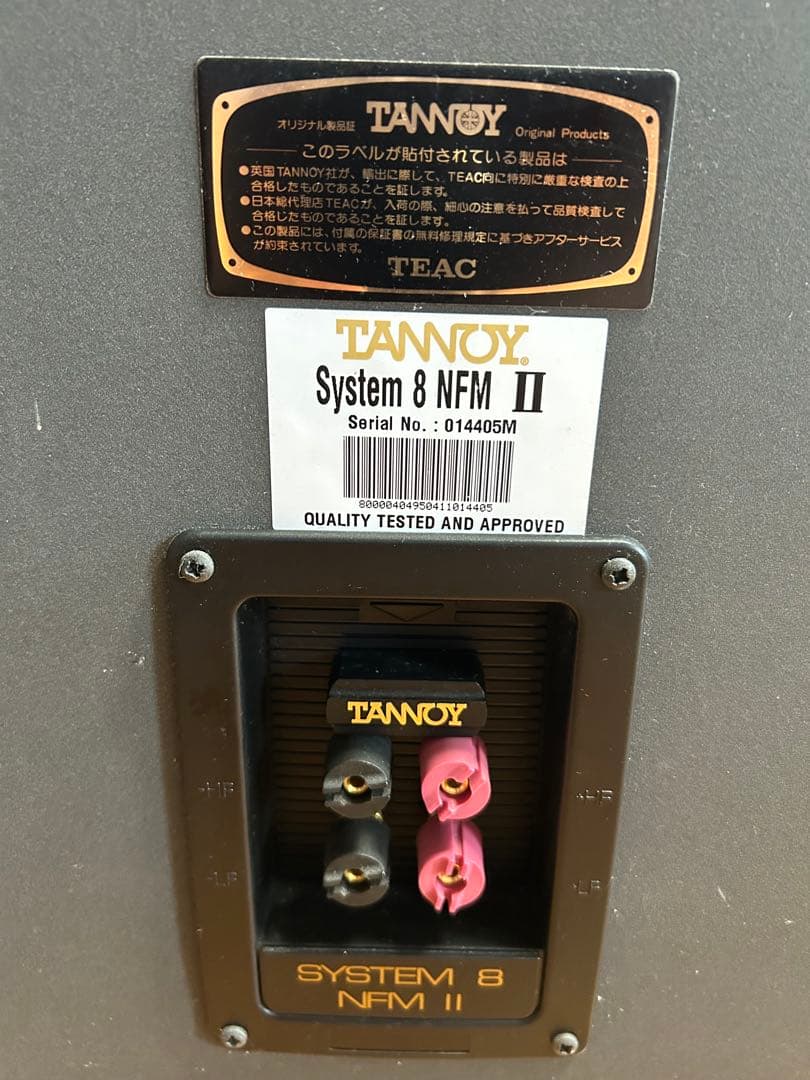 オリジナル製品証 TANNOY Original Products
このラベルが貼付されている製品は
●英国TANNOY社が、輸出に際して、TEAC向に特別に厳重な検査の上
合格したものであることを証します。
●日本総代理店TEACが、入荷の際、細心の注意を払って品質検査して
合格じたものであることを証します。
●この製品には、付属の保証書の無料修理規定に基づきアフターサービス
が約束されています。
TEAC
TANNOY®
System 8 NFM II
Serial No. : 014405M
80000404950411014405
QUALITY TESTED AND APPROVED
TANNOY
+HF
LF
SYSTEM 8
NFM II